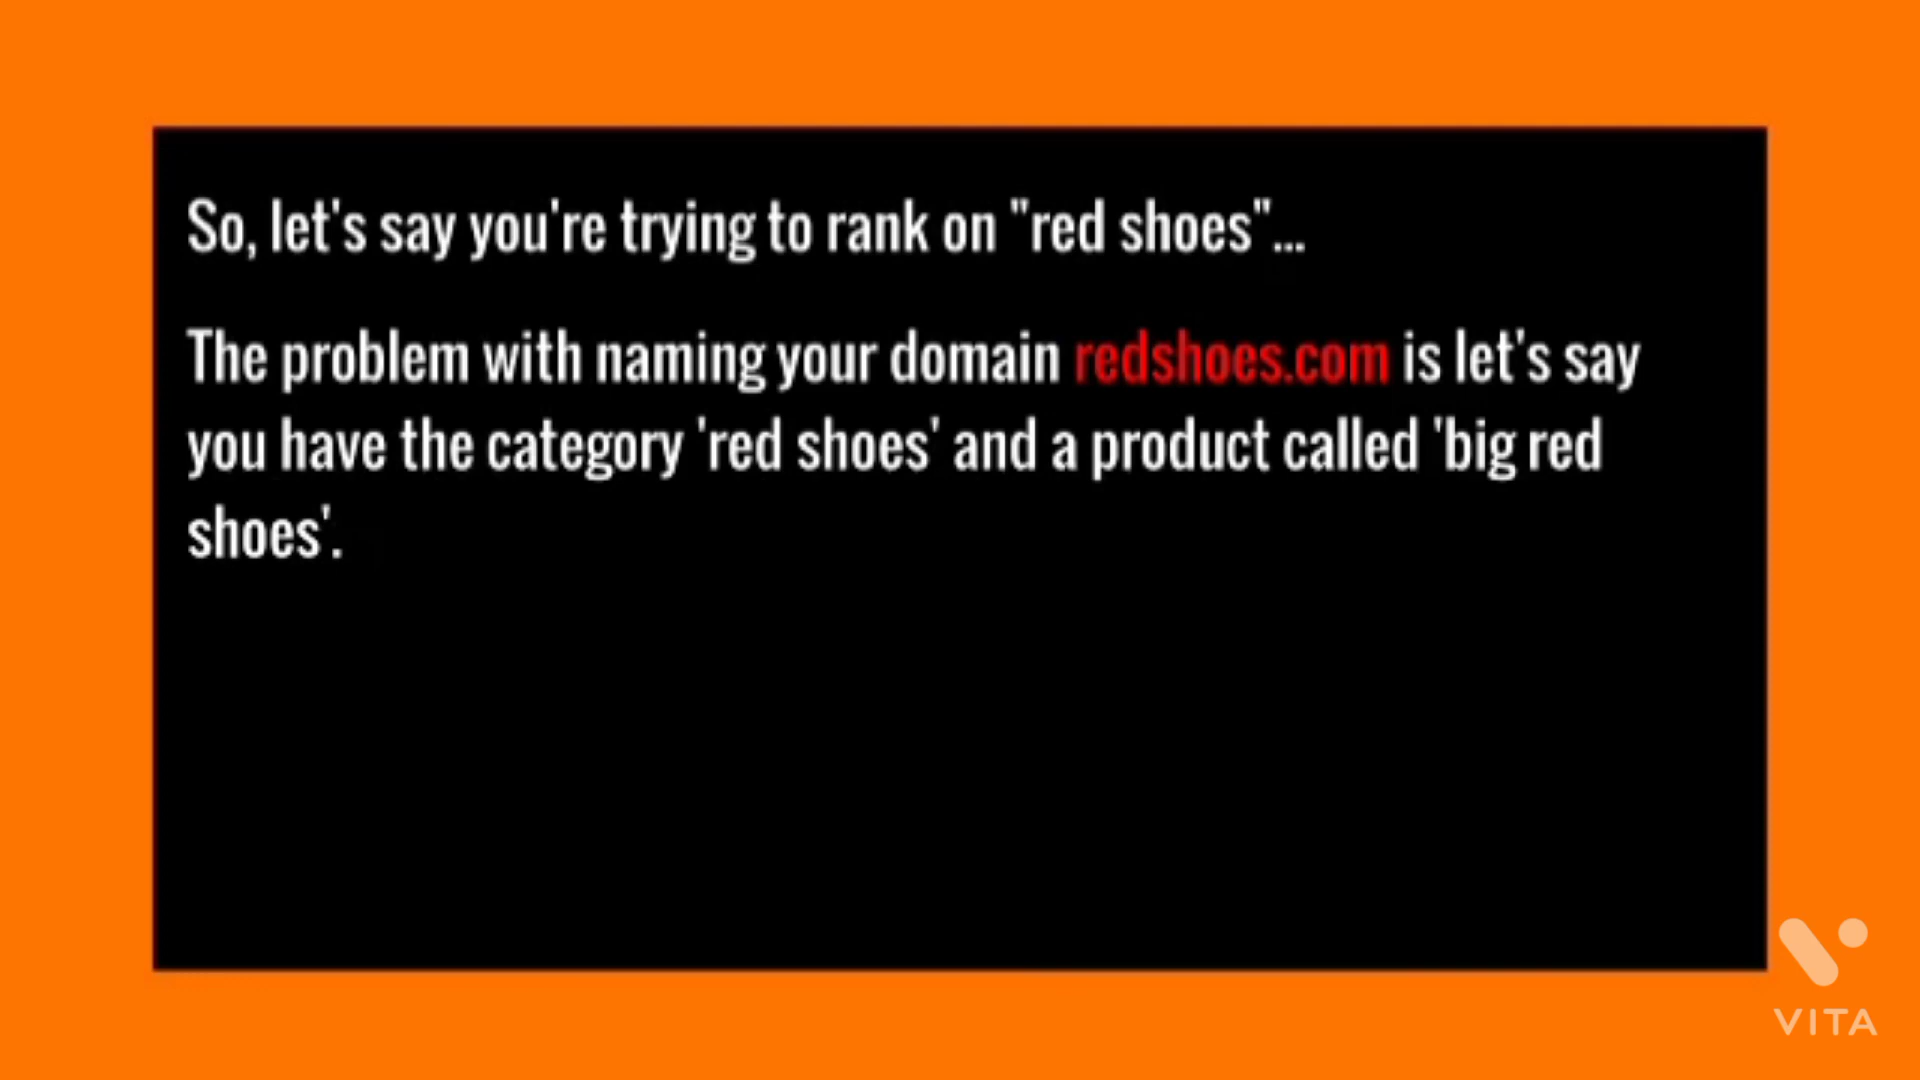 So, let's say you're trying to rank on "red shoes"...
The problem with naming your domain redshoes.com is let's say
you have the category 'red shoes' and a product called 'big red
shoes'.
VITA